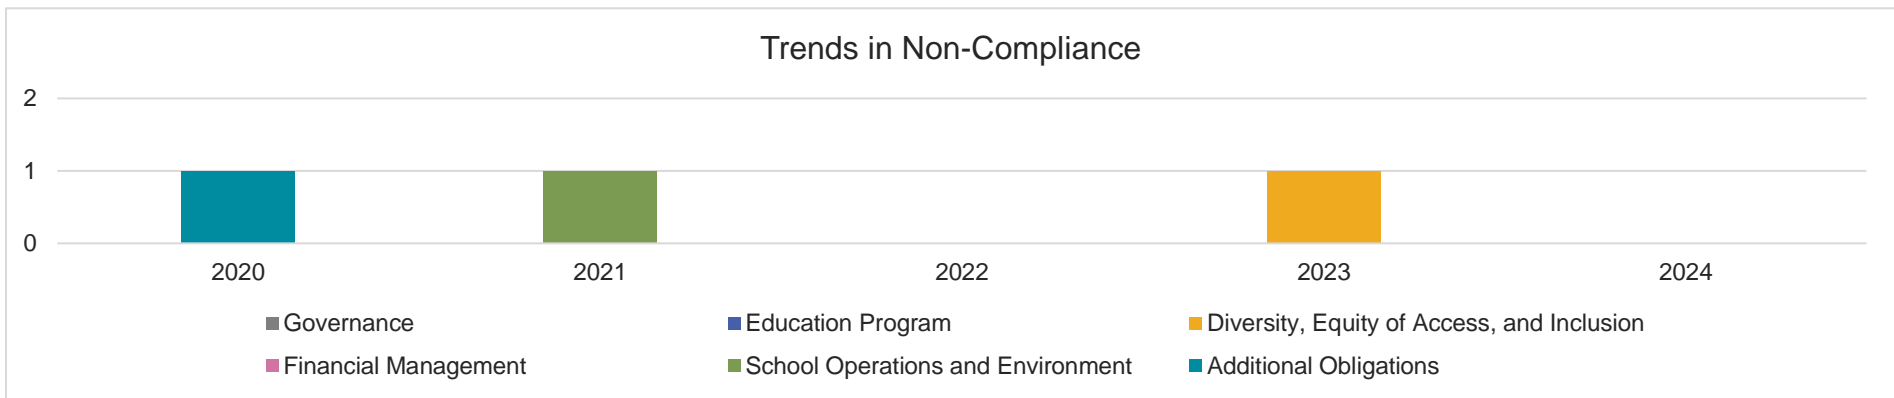 Trends in Non-Compliance
2
1
0
2020 2021 2022 2023 2024
Governance Education Program Diversity, Equity of Access, and Inclusion
Financial Management School Operations and Environment Additional Obligations